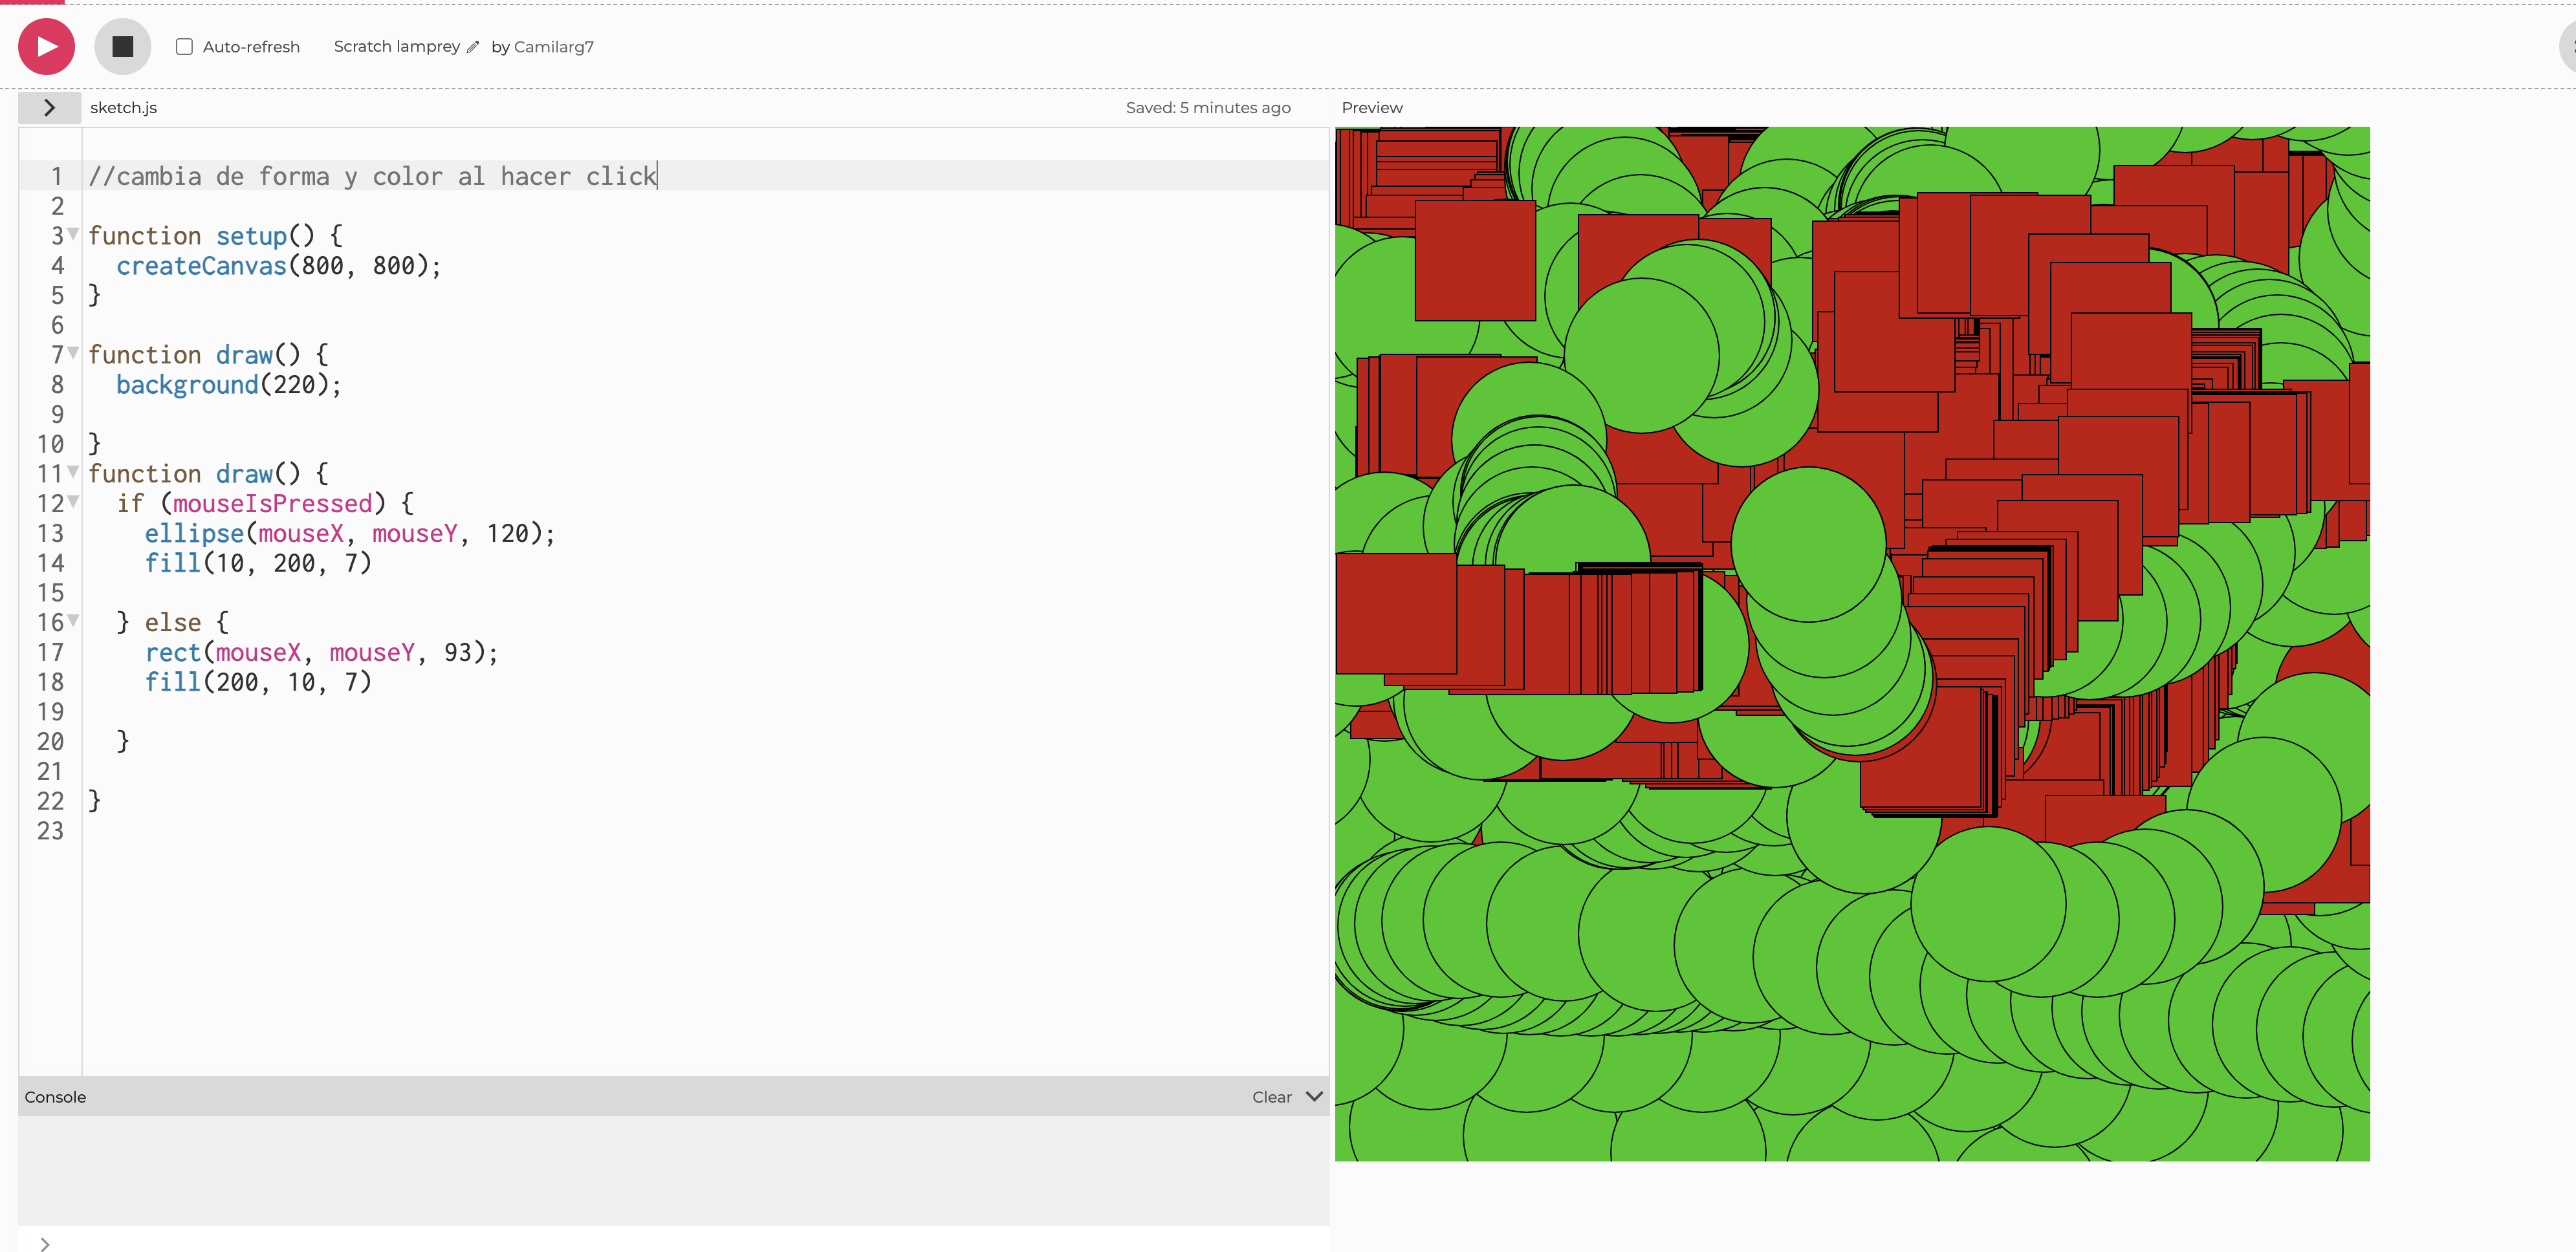 Auto-refresh Scratch lamprey by Camilarg7
sketch.js Saved: 5 minutes ago Preview
1 //cambia de forma y color al hacer click
2
3 function setup() {
4 createCanvas(800, 800);
5 }
6
7 function draw() {
8 background(220);
9
10 }
11 function draw() {
12 if (mouseIsPressed) {
13 ellipse(mouseX, mouseY, 120);
14 fill(10, 200, 7)
15
16 } else {
17 rect(mouseX, mouseY, 93);
18 fill(200, 10, 7)
19
20 }
21
22 }
23
Console Clear
>